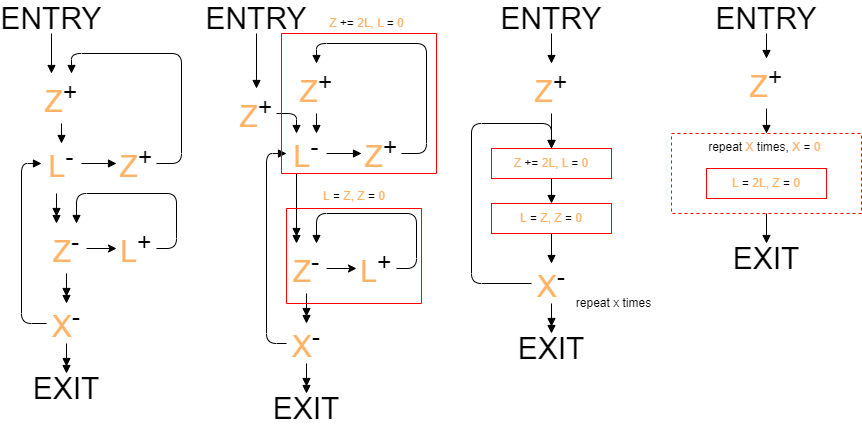 ENTRY
Z+
L-
Z+
Z-
L+
X-
EXIT
ENTRY
Z += 2L, L = 0
Z+
Z+
L-
Z+
L = Z, Z = 0
Z-
L+
X-
EXIT
ENTRY
Z+
Z += 2L, L = 0
L = Z, Z = 0
X-
repeat x times
EXIT
ENTRY
Z+
repeat X times, X = 0
L = 2L, Z = 0
EXIT